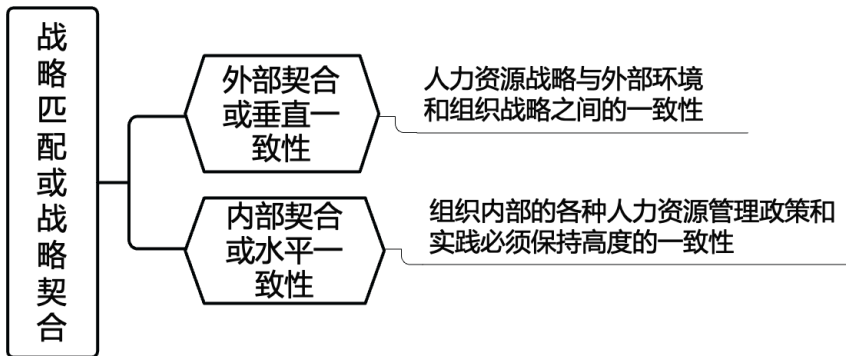 战略匹配或战略契合
外部契合
或垂直一
致性
人力资源战略与外部环境
和组织战略之间的一致性
内部契合
或水平一
致性
组织内部的各种人力资源管理政策和
实践必须保持高度的一致性